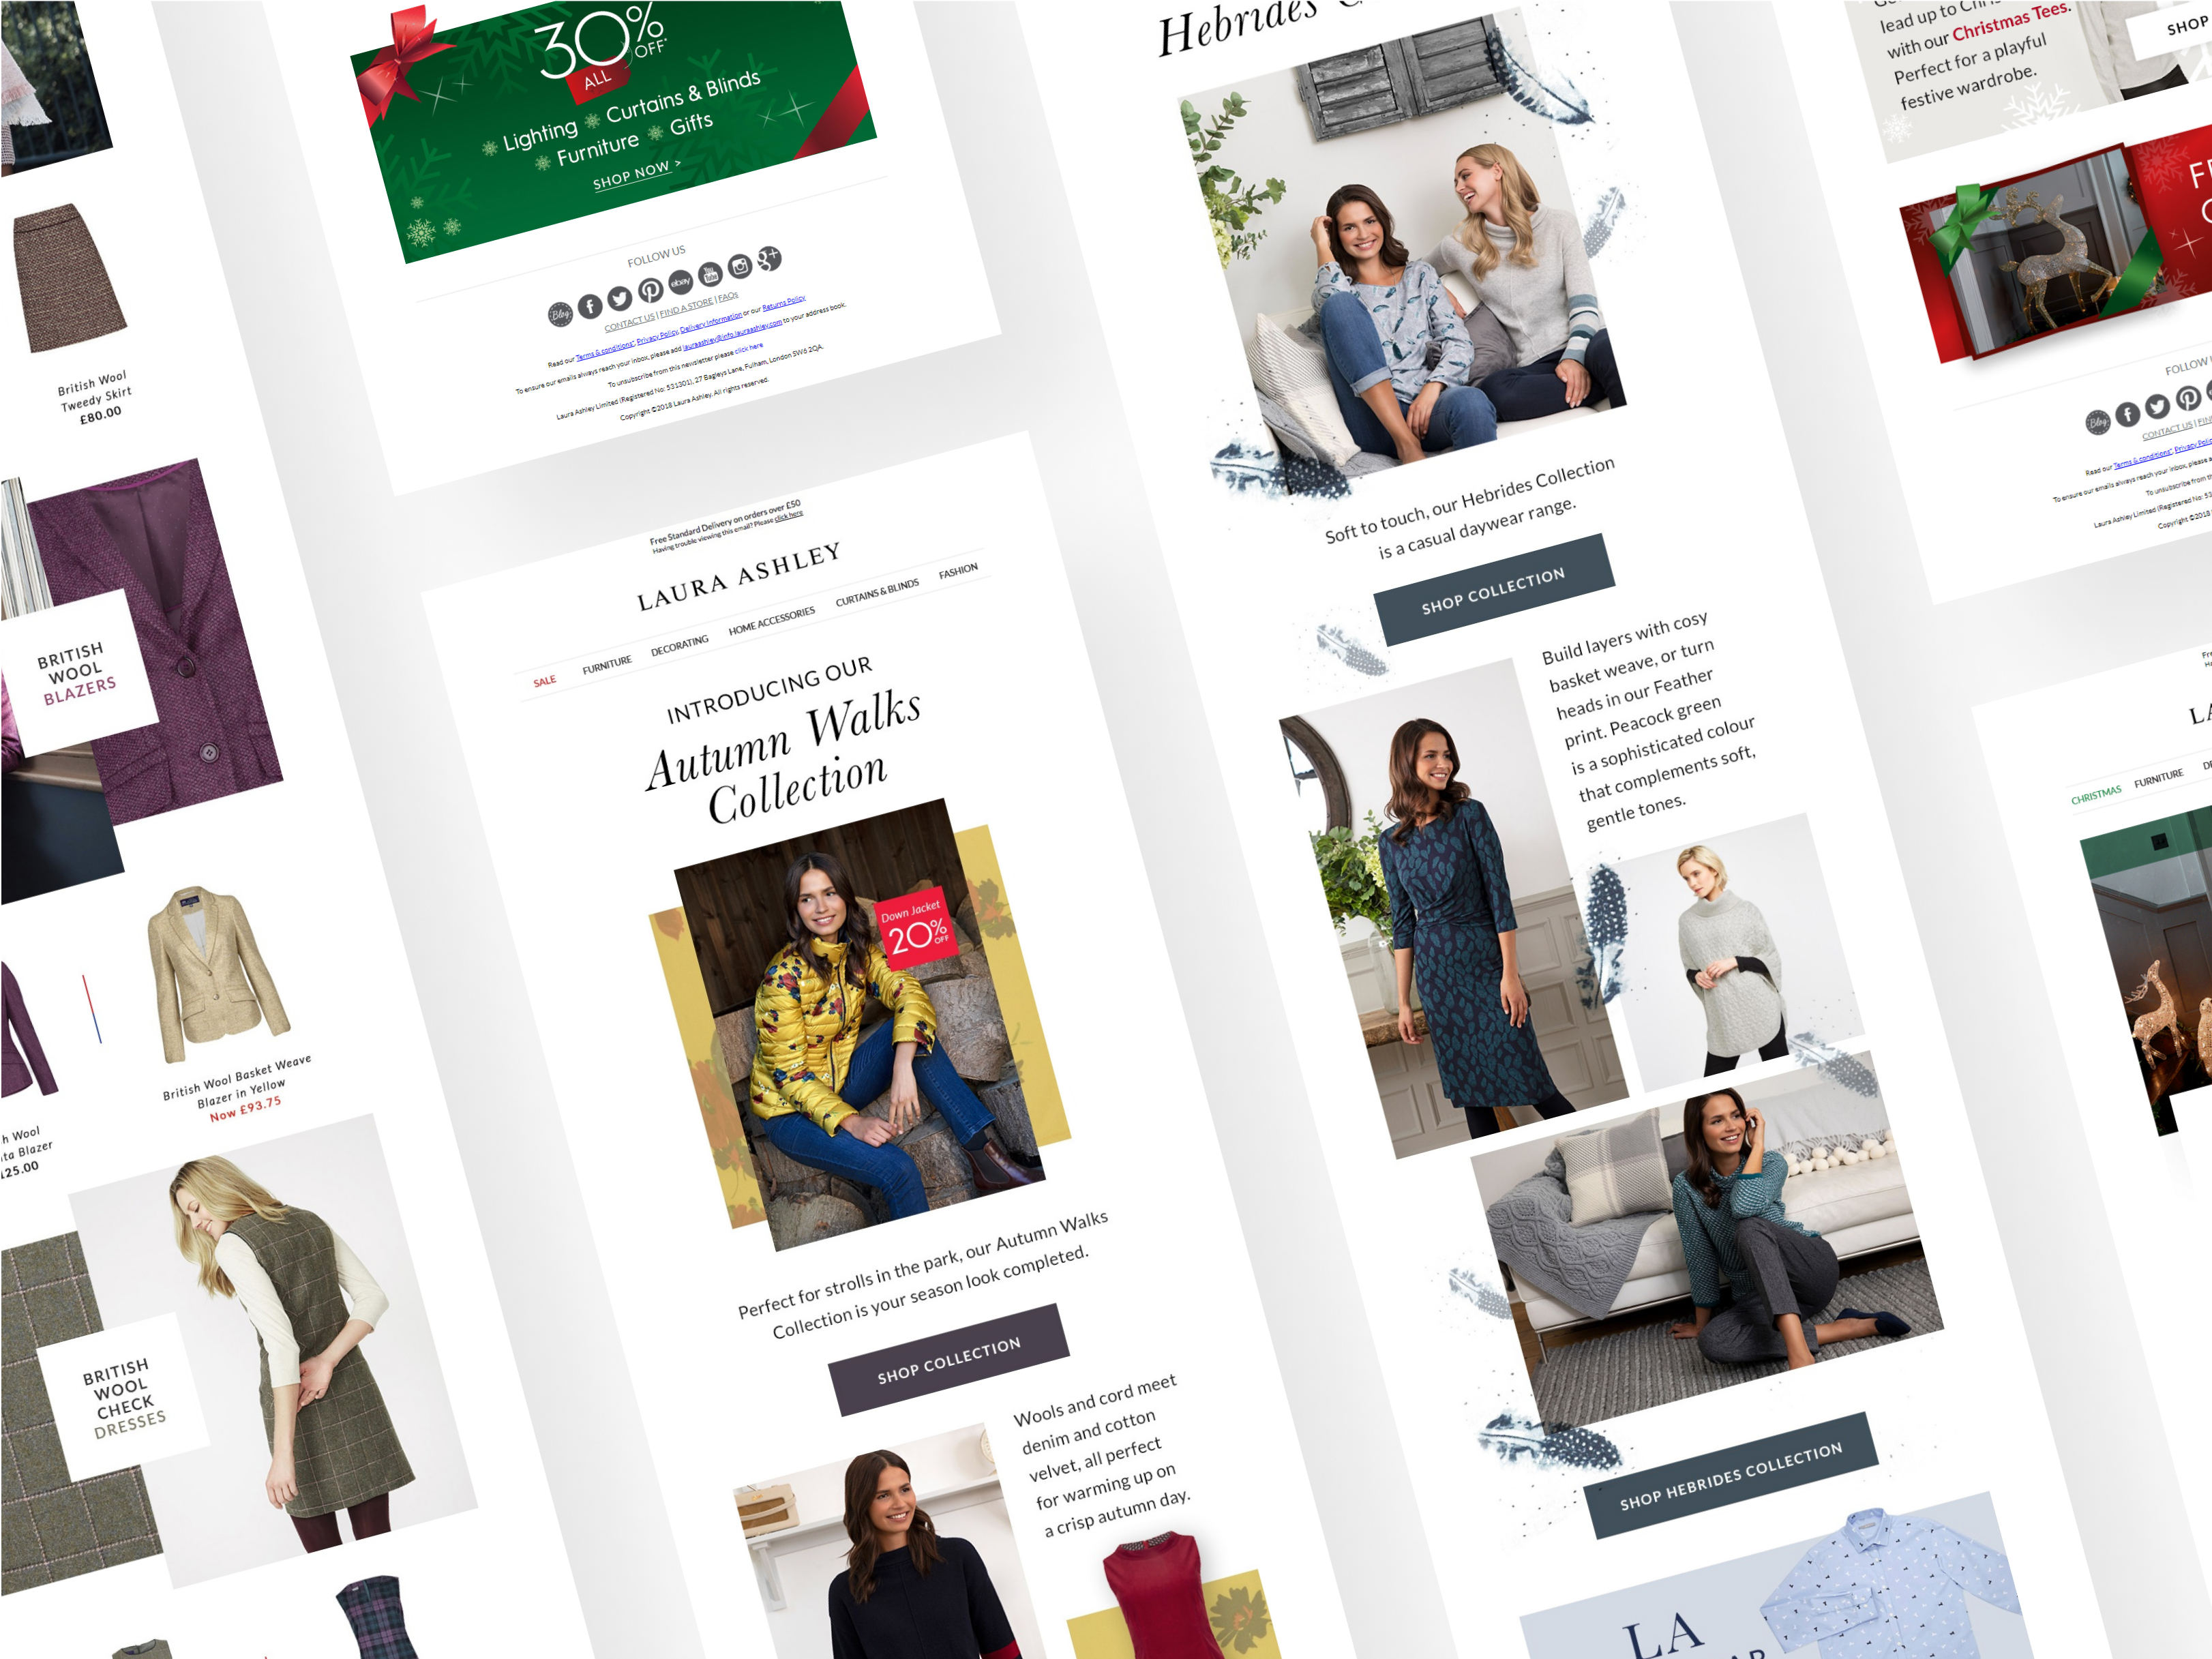 British Wool
Tweedy Skirt
£80.00
BRITISH
WOOL
BLAZERS
h Wool
ta Blazer
125.00
British Wool Basket Weave
Blazer in Yellow
Now £93.75
BRITISH
WOOL
CHECK
DRESSES
30% OFF*
ALL
Lighting Curtains & Blinds
Furniture Gifts
SHOP NOW >
FOLLOW US
Blog
ebay
You Tube
CONTACT US | FIND A STORE | FAQs
Read our Terms & conditions*, Privacy Policy, Delivery Information or our Returns Policy
To ensure our emails always reach your inbox, please add lauraashley@info.lauraashley.com to your address book.
To unsubscribe from this newsletter please click here
Laura Ashley Limited (Registered No: 531301), 27 Bagleys Lane, Fulham, London SW6 2QA.
Copyright ©2018 Laura Ashley. All rights reserved.
Free Standard Delivery on orders over £50
Having trouble viewing this email? Please click here
LAURA ASHLEY
SALE FURNITURE DECORATING HOME ACCESSORIES CURTAINS & BLINDS FASHION
INTRODUCING OUR
Autumn Walks
Collection
Down Jacket
20% OFF
Perfect for strolls in the park, our Autumn Walks
Collection is your season look completed.
SHOP COLLECTION
Wools and cord meet
denim and cotton
velvet, all perfect
for warming up on
a crisp autumn day.
Hebrides
Soft to touch, our Hebrides Collection
is a casual daywear range.
SHOP COLLECTION
Build layers with cosy
basket weave, or turn
heads in our Feather
print. Peacock green
is a sophisticated colour
that complements soft,
gentle tones.
SHOP HEBRIDES COLLECTION
LA
lead up to
with our Christmas Tees.
Perfect for a playful
festive wardrobe.
SHOP
FOLLOW
Blog
CONTACT US | FIN
Read our Terms & conditions*, Privacy Polic
To ensure our emails always reach your inbox, please a
To unsubscribe from th
Laura Ashley Limited (Registered No: 53
Copyright ©2018
CHRISTMAS FURNITURE